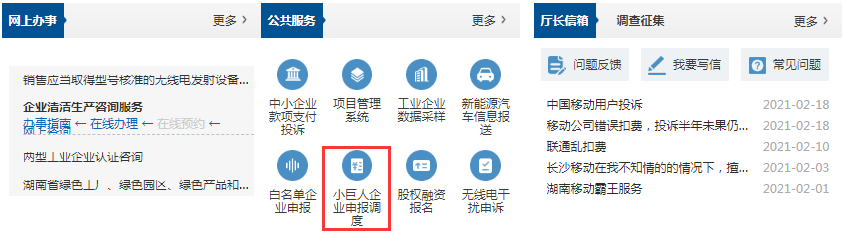 网上办事
更多 >
销售应当取得型号核准的无线电发射设备...
企业清洁生产咨询服务
办事指南 ← 在线办理 ← 在线预约 ←
网上咨询
内型工业企业认证咨询
湖南省绿色工厂、绿色园区、绿色产品和...
公共服务
更多 >
中小企业
款项支付
投诉
项目管理
系统
工业企业
数据采样
新能源汽
车信息报
送
白名单企
业申报
小巨人企
业申报调
度
股权融资
报名
无线电干
扰申诉
厅长信箱
调查征集
更多 >
问题反馈
我要写信
常见问题
中国移动用户投诉 2021-02-18
移动公司错误扣费，投诉半年未果仍... 2021-02-18
联通乱扣费 2021-02-10
长沙移动在我不知情的的情况下，擅... 2021-02-03
湖南移动霸王服务 2021-02-01